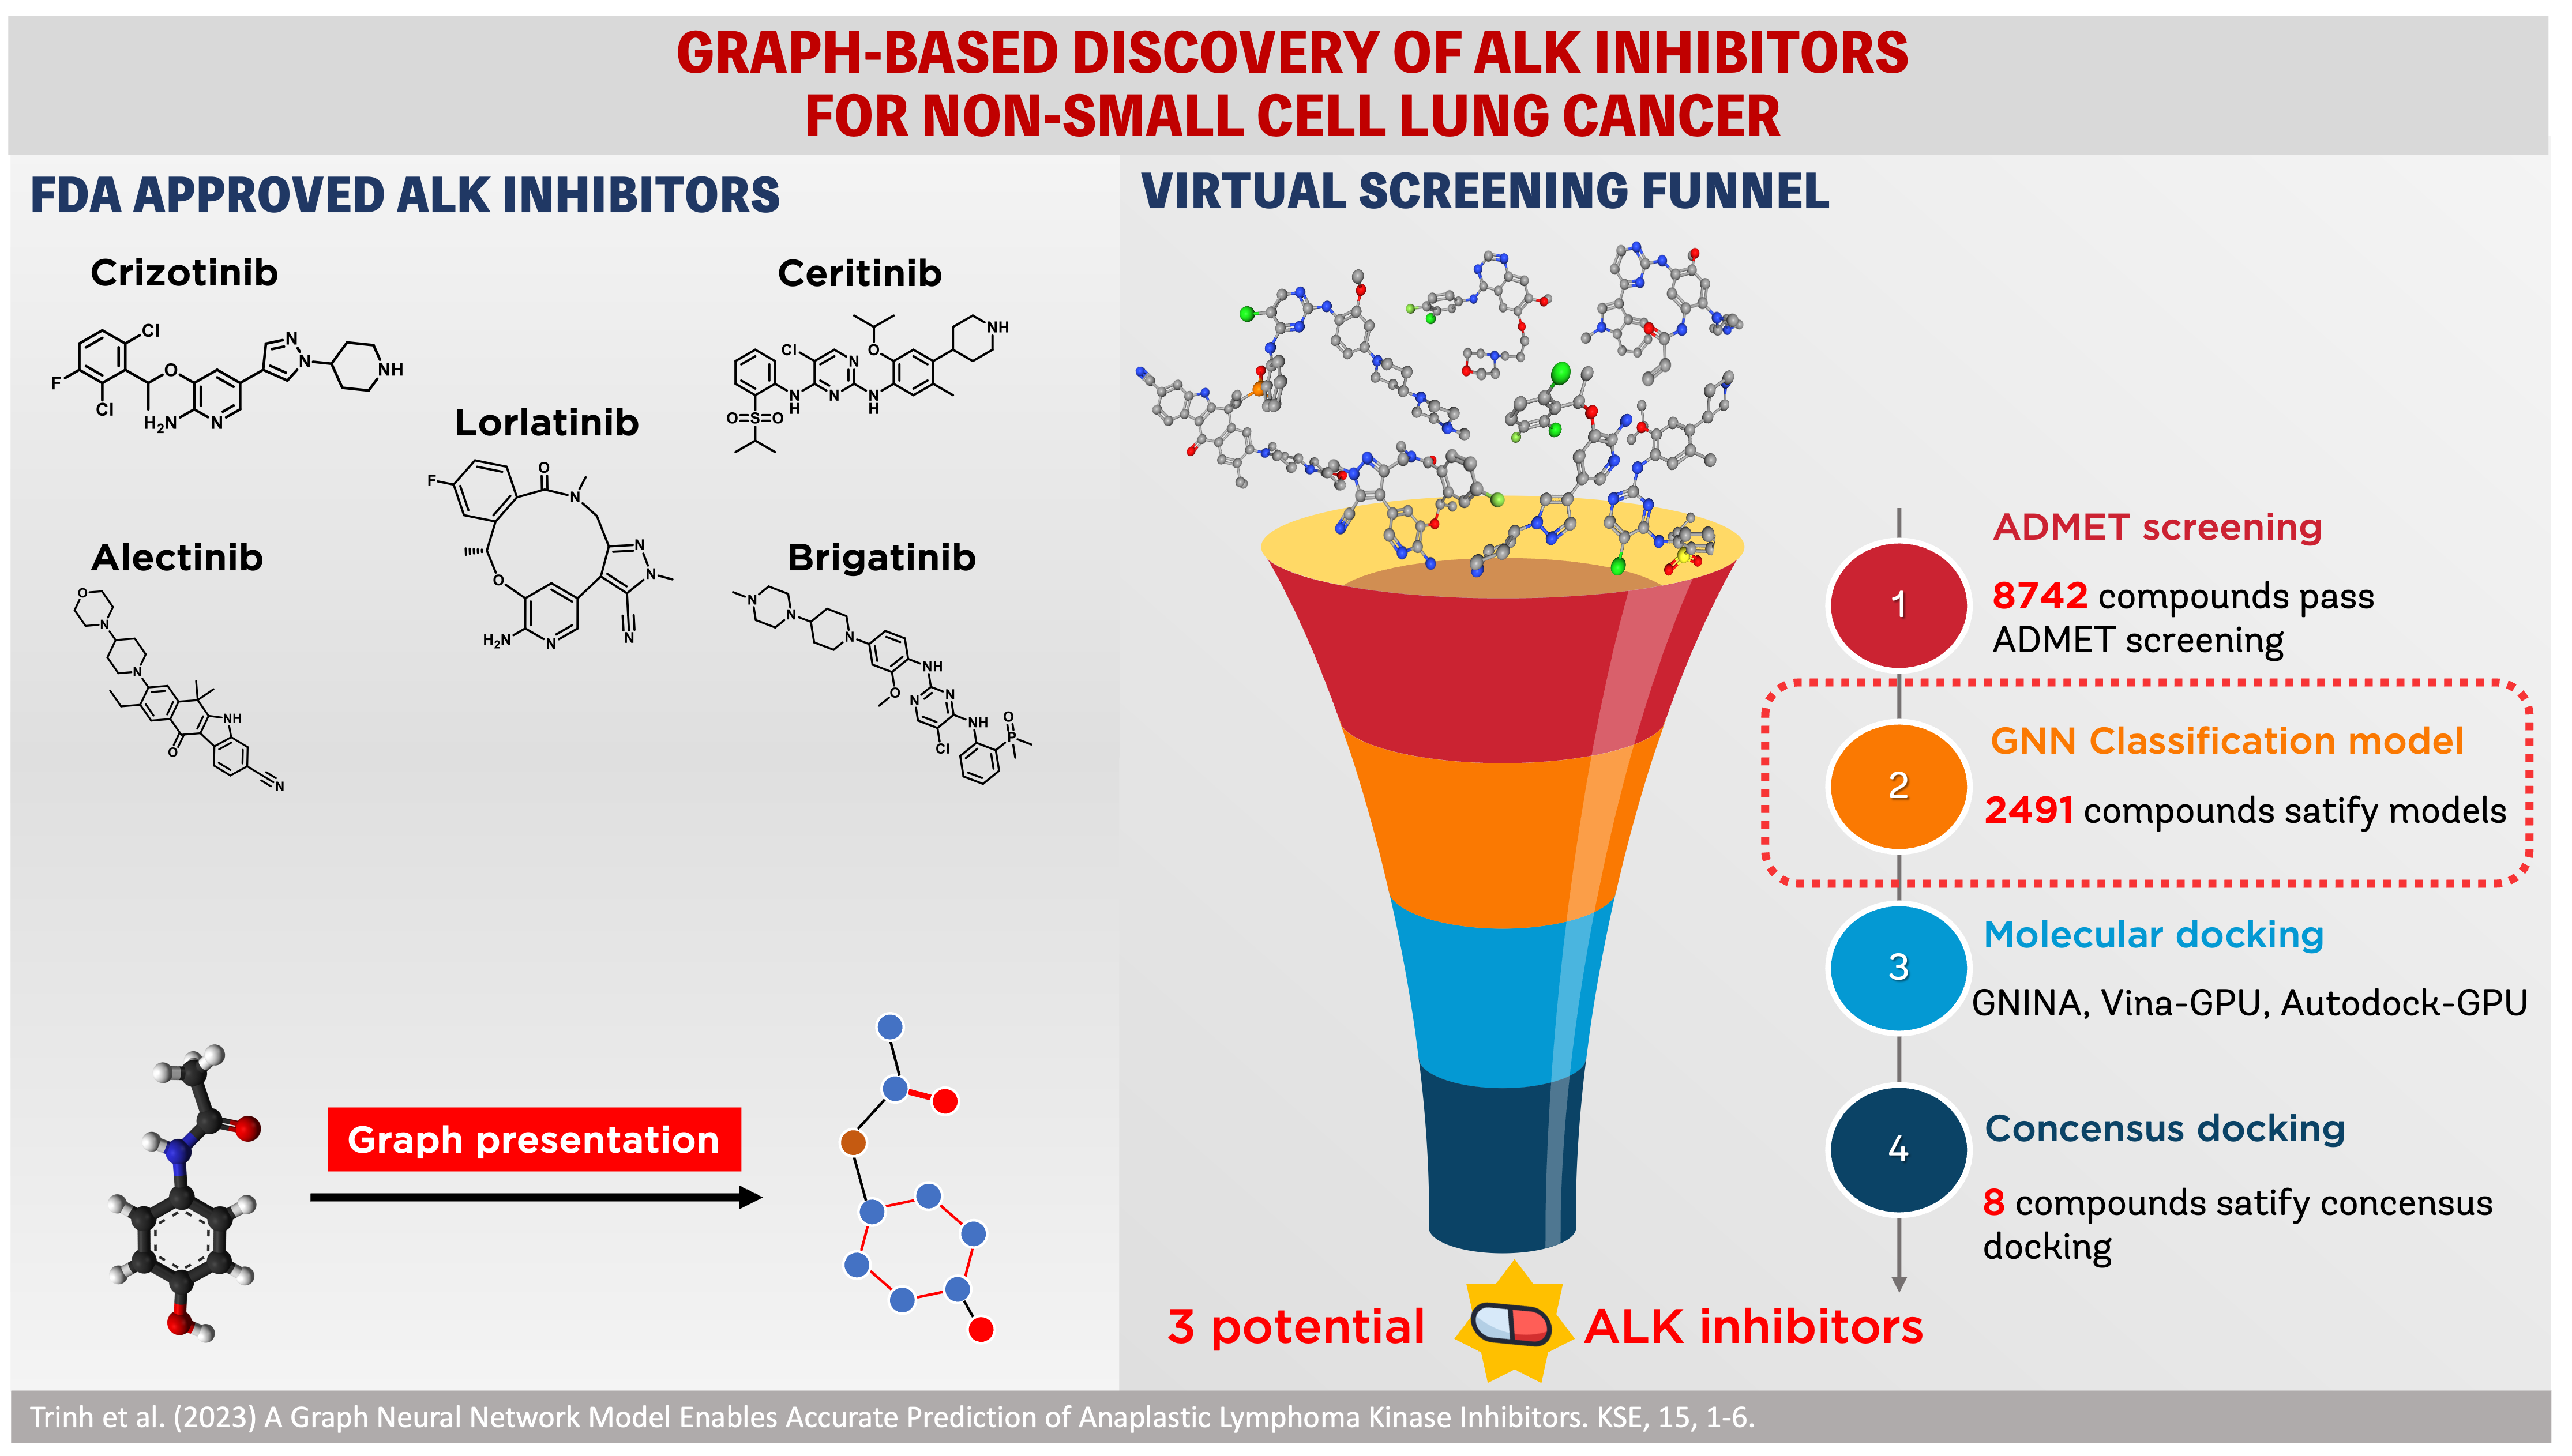 GRAPH-BASED DISCOVERY OF ALK INHIBITORS
FOR NON-SMALL CELL LUNG CANCER
FDA APPROVED ALK INHIBITORS
Crizotinib
Cl
F
Cl
O
H₂N
N
N
N
NH
Ceritinib
NH
O
Cl
N
N
N
H
N
H
O=S=O
Lorlatinib
F
O
N
N
N
O
H₂N
N
N
Alectinib
O
N
N
NH
O
N
Brigatinib
N
N
N
NH
O
N
N
NH
Cl
O
P
Graph presentation
VIRTUAL SCREENING FUNNEL
1
ADMET screening
8742 compounds pass
ADMET screening
2
GNN Classification model
2491 compounds satify models
3
Molecular docking
GNINA, Vina-GPU, Autodock-GPU
4
Concensus docking
8 compounds satify concensus
docking
3 potential ALK inhibitors
Trinh et al. (2023) A Graph Neural Network Model Enables Accurate Prediction of Anaplastic Lymphoma Kinase Inhibitors. KSE, 15, 1-6.